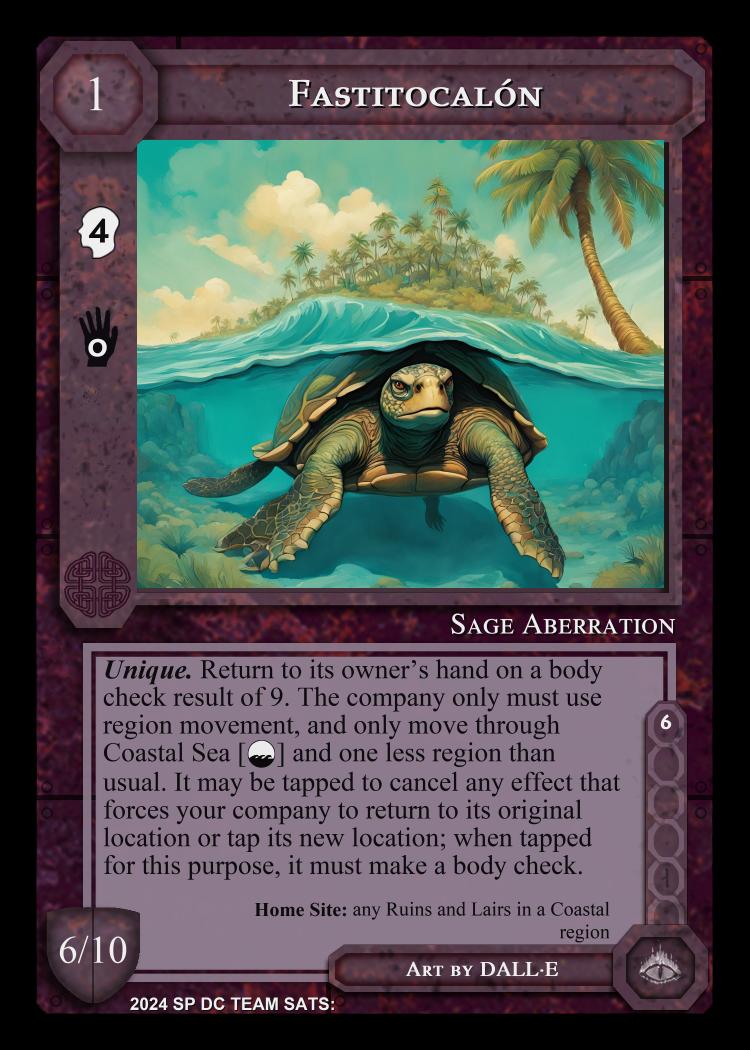 1
Fastitocalón
4
0
Sage Aberration
Unique. Return to its owner's hand on a body
check result of 9. The company only must use
region movement, and only move through
Coastal Sea [ ] and one less region than
usual. It may be tapped to cancel any effect that
forces your company to return to its original
location or tap its new location; when tapped
for this purpose, it must make a body check.
6
Home Site: any Ruins and Lairs in a Coastal
region
6/10
Art by DALL·E
2024 SP DC TEAM SATS: